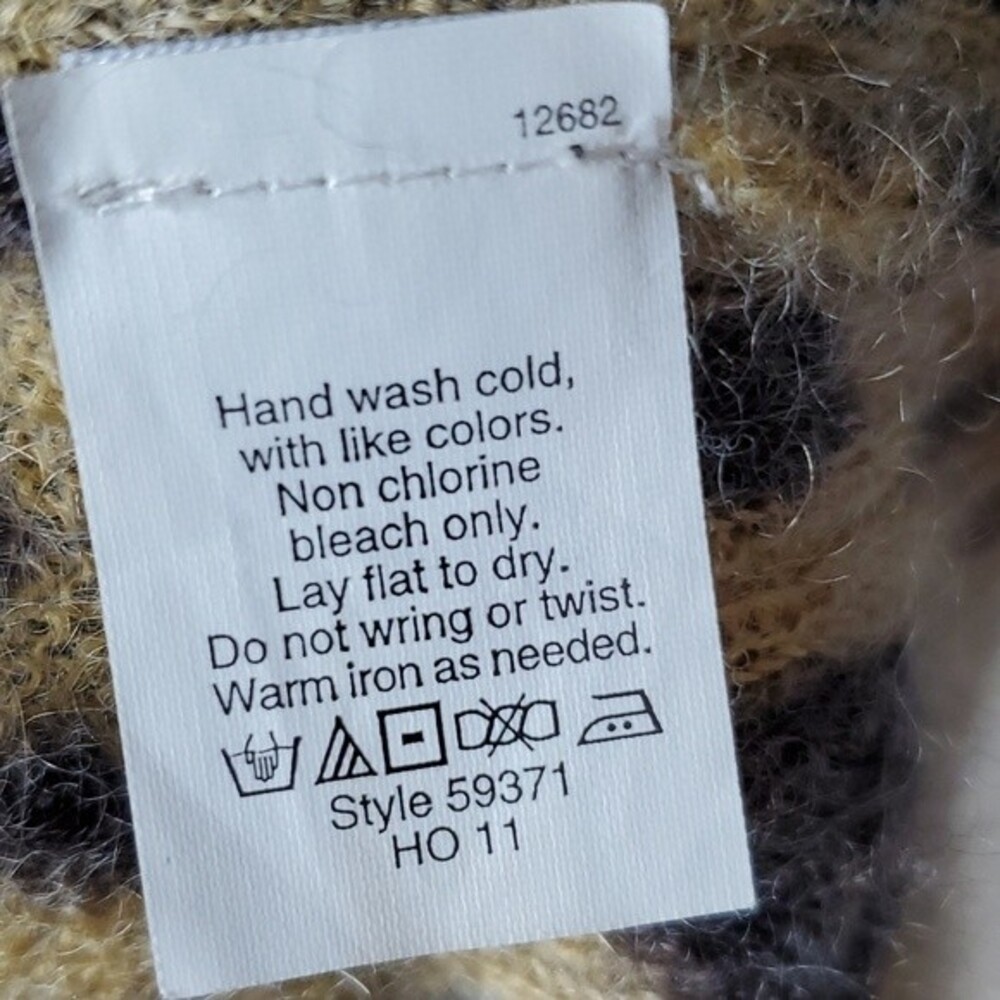 12682
Hand wash cold,
with like colors.
Non chlorine
bleach only.
Lay flat to dry.
Do not wring or twist.
Warm iron as needed.
Style 59371
HO 11